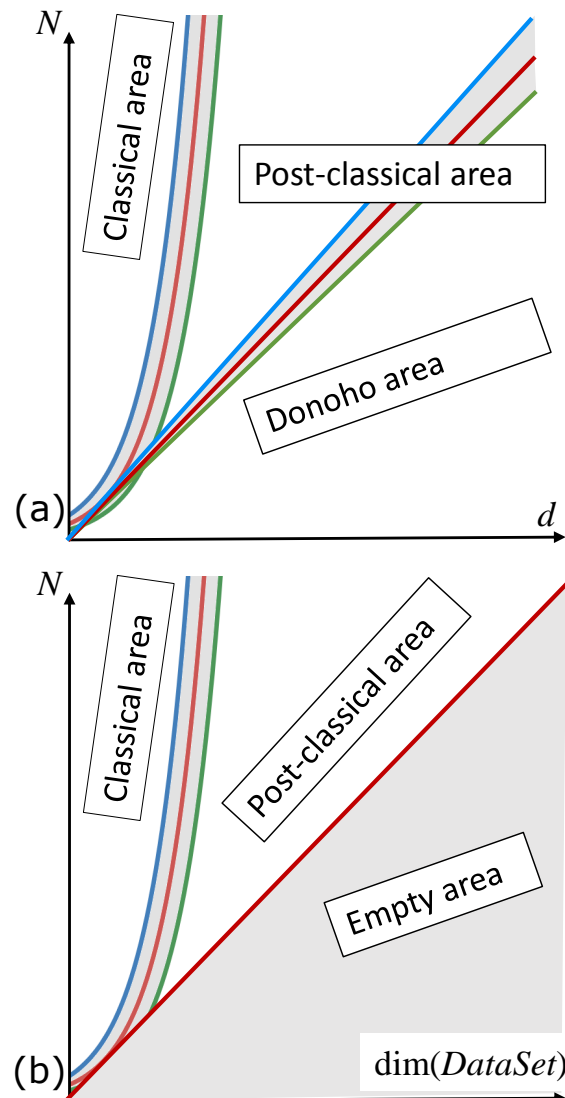 N
Classical area
Post-classical area
Donoho area
(a)
d
N
Classical area
Post-classical area
Empty area
(b)
dim(DataSet)